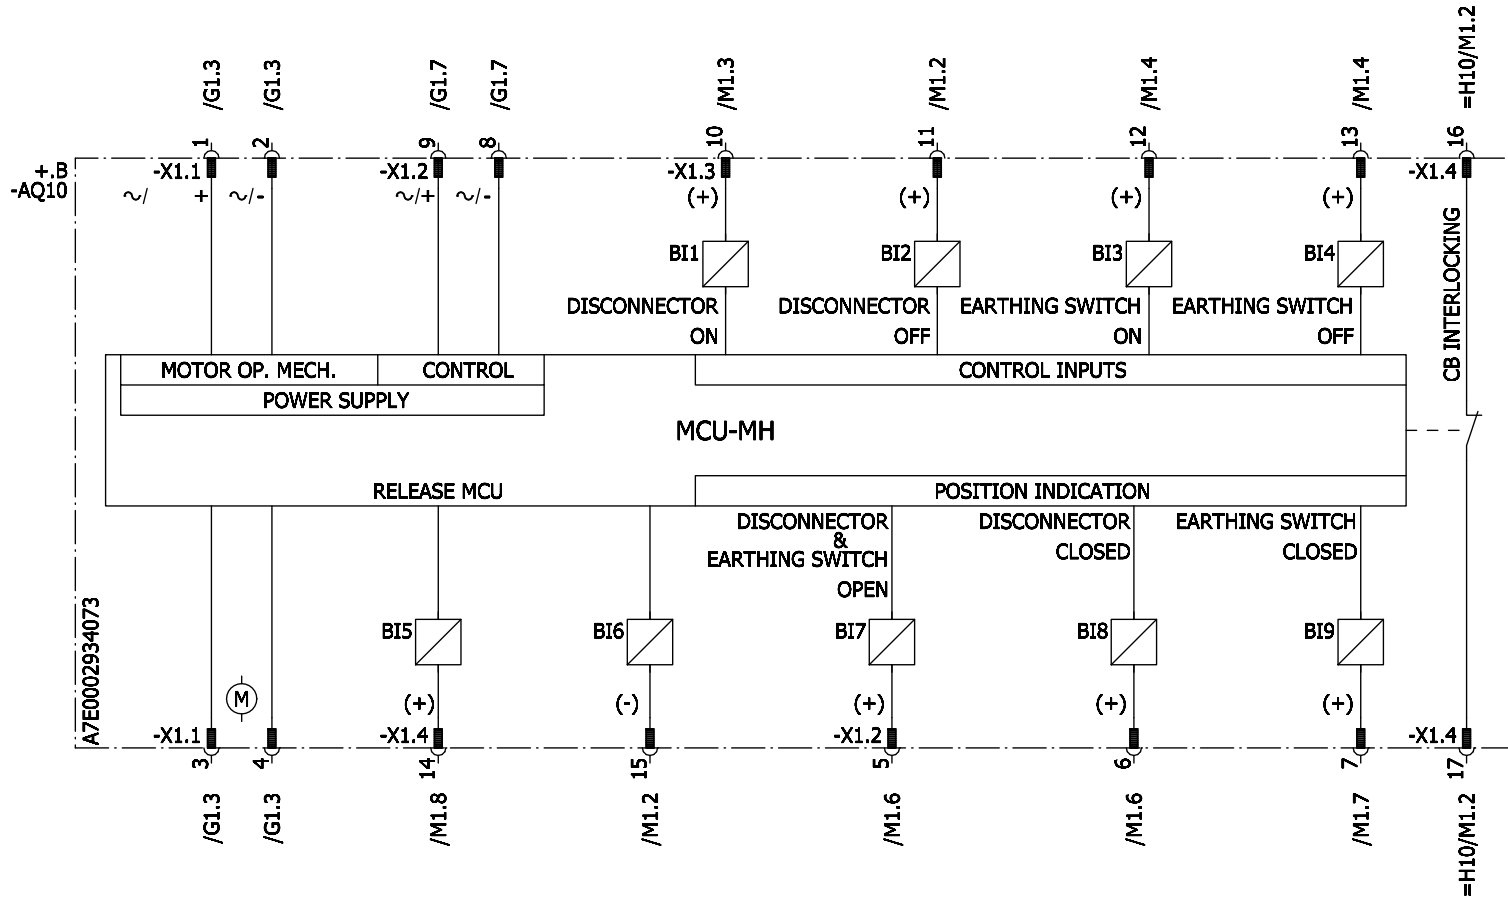 /G1.3 /G1.3 /G1.7 /G1.7 /M1.3 /M1.2 /M1.4 /M1.4 =H10/M1.2
1 2 9 8 10 11 12 13 16
+.B
-AQ10
-X1.1 -X1.2 -X1.3 -X1.4
~/ + ~/- ~/+ ~/- (+) (+) (+) (+)
BI1 BI2 BI3 BI4
DISCONNECTOR
ON
DISCONNECTOR
OFF
EARTHING SWITCH
ON
EARTHING SWITCH
OFF
CB INTERLOCKING
MOTOR OP. MECH. CONTROL CONTROL INPUTS
POWER SUPPLY
MCU-MH
RELEASE MCU POSITION INDICATION
DISCONNECTOR
&
EARTHING SWITCH
OPEN
DISCONNECTOR
CLOSED
EARTHING SWITCH
CLOSED
A7E0002934073
BI5 BI6 BI7 BI8 BI9
M (+) (-) (+) (+) (+)
-X1.1 -X1.4 -X1.2 -X1.4
3 4 14 15 5 6 7 17
/G1.3 /G1.3 /M1.8 /M1.2 /M1.6 /M1.6 /M1.7 =H10/M1.2